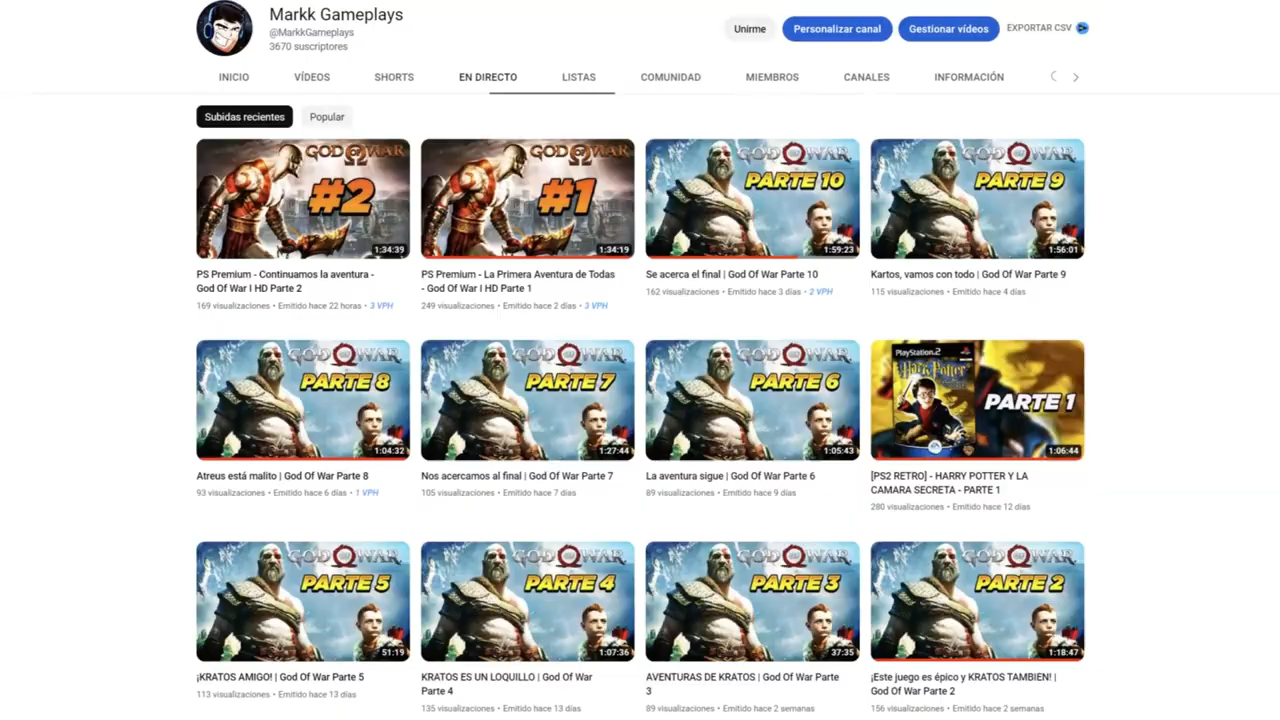 Markk Gameplays
@MarkkGameplays
3670 suscriptores
Unirme
Personalizar canal
Gestionar vídeos
EXPORTAR CSV
INICIO
VÍDEOS
SHORTS
EN DIRECTO
LISTAS
COMUNIDAD
MIEMBROS
CANALES
INFORMACIÓN
Subidas recientes
Popular
GOD OF WAR
#2
1:34:39
GOD OF WAR
#1
1:34:19
GOD OF WAR
PARTE 10
1:59:23
GOD OF WAR
PARTE 9
1:56:01
PS Premium - Continuamos la aventura -
God Of War I HD Parte 2
169 visualizaciones • Emitido hace 22 horas • 3 VPH
PS Premium - La Primera Aventura de Todas
- God Of War I HD Parte 1
249 visualizaciones • Emitido hace 2 días • 3 VPH
Se acerca el final | God Of War Parte 10
162 visualizaciones • Emitido hace 3 días • 2 VPH
Kartos, vamos con todo | God Of War Parte 9
115 visualizaciones • Emitido hace 4 días
GOD OF WAR
PARTE 8
1:04:32
GOD OF WAR
PARTE 7
1:27:44
GOD OF WAR
PARTE 6
1:05:43
PlayStation.2
Harry Potter
PARTE 1
1:06:44
Atreus está malito | God Of War Parte 8
93 visualizaciones • Emitido hace 6 días • 1 VPH
Nos acercamos al final | God Of War Parte 7
105 visualizaciones • Emitido hace 7 días
La aventura sigue | God Of War Parte 6
89 visualizaciones • Emitido hace 9 días
[PS2 RETRO] - HARRY POTTER Y LA
CAMARA SECRETA - PARTE 1
280 visualizaciones • Emitido hace 12 días
GOD OF WAR
PARTE 5
51:19
GOD OF WAR
PARTE 4
1:07:36
GOD OF WAR
PARTE 3
37:35
GOD OF WAR
PARTE 2
1:18:47
¡KRATOS AMIGO! | God Of War Parte 5
113 visualizaciones • Emitido hace 13 días
KRATOS ES UN LOQUILLO | God Of War
Parte 4
135 visualizaciones • Emitido hace 13 días
AVENTURAS DE KRATOS | God Of War Parte
3
89 visualizaciones • Emitido hace 2 semanas
¡Este juego es épico y KRATOS TAMBIEN! |
God Of War Parte 2
156 visualizaciones • Emitido hace 2 semanas